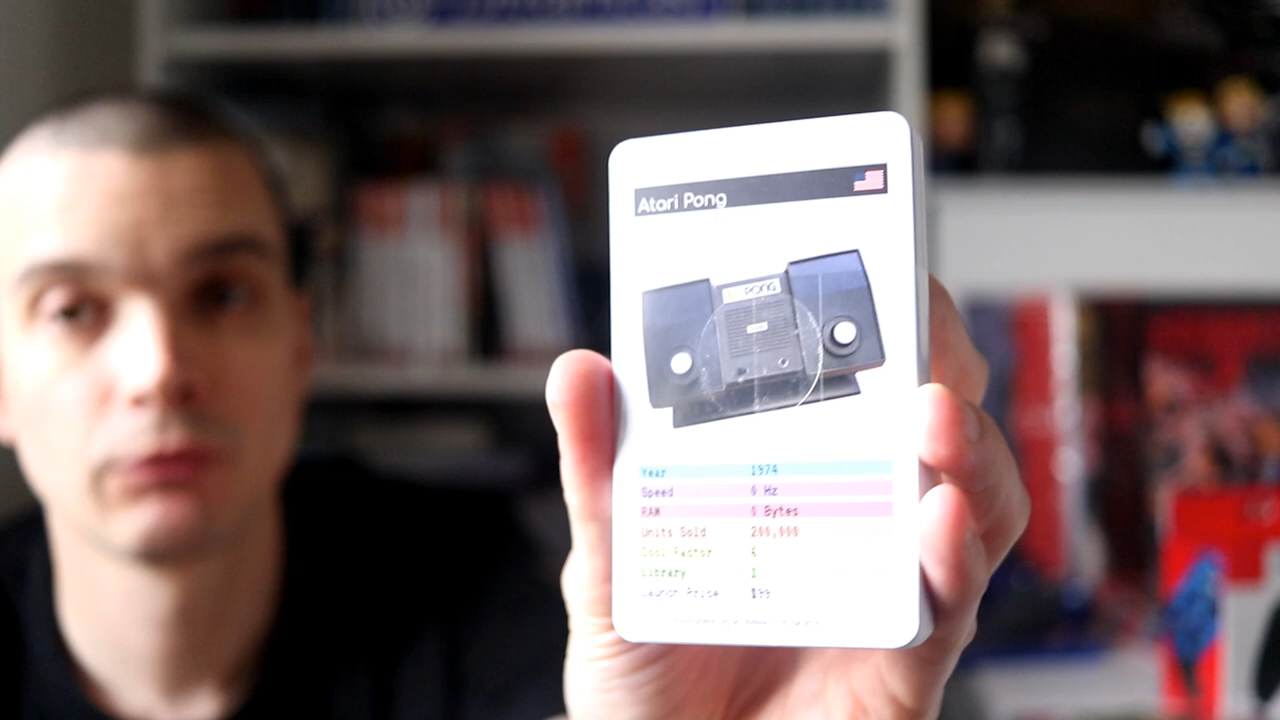 Atari Pong
PONG
Year 1974
Speed 0 Hz
RAM 0 Bytes
Units Sold 200,000
Cool Factor 6
Library 1
Launch Price $99